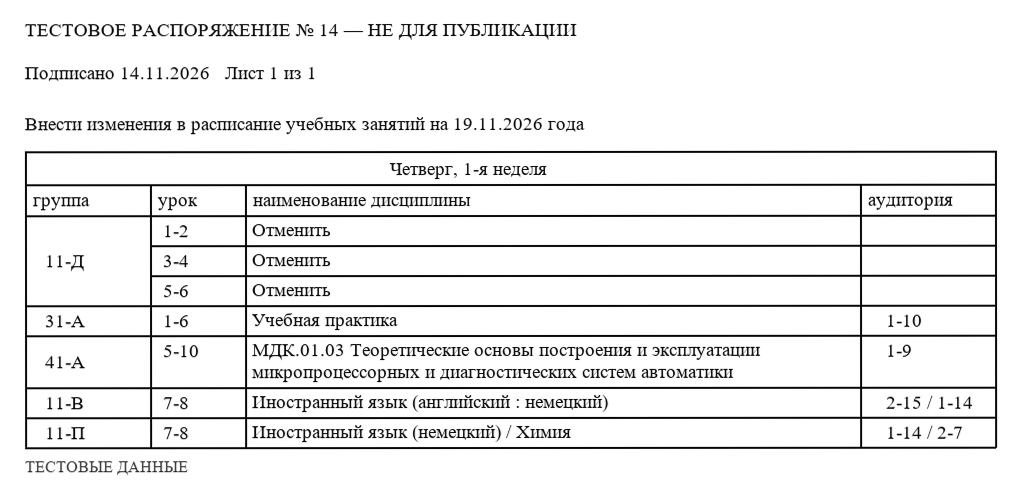 ТЕСТОВОЕ РАСПОРЯЖЕНИЕ № 14 — НЕ ДЛЯ ПУБЛИКАЦИИ
Подписано 14.11.2026 Лист 1 из 1
Внести изменения в расписание учебных занятий на 19.11.2026 года
Четверг, 1-я неделя
группа урок наименование дисциплины аудитория
11-Д 1-2 Отменить
3-4 Отменить
5-6 Отменить
31-А 1-6 Учебная практика 1-10
41-А 5-10 МДК.01.03 Теоретические основы построения и эксплуатации 1-9
микропроцессорных и диагностических систем автоматики
11-В 7-8 Иностранный язык (английский : немецкий) 2-15 / 1-14
11-П 7-8 Иностранный язык (немецкий) / Химия 1-14 / 2-7
ТЕСТОВЫЕ ДАННЫЕ